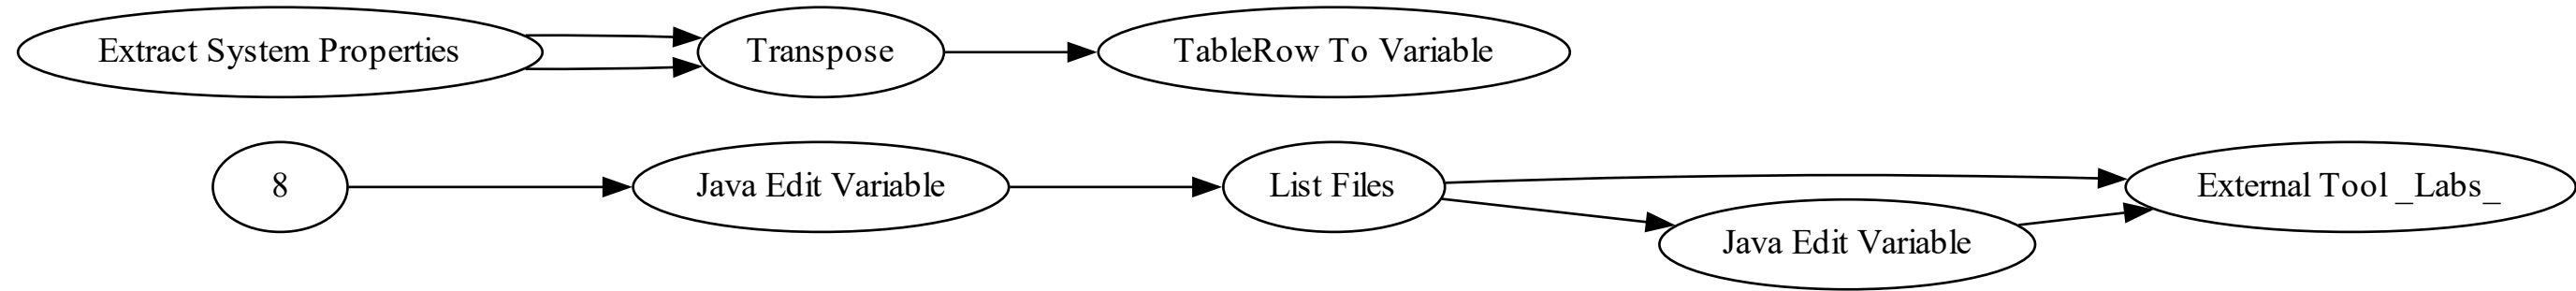 Extract System Properties
Transpose
TableRow To Variable
8
Java Edit Variable
List Files
External Tool _Labs_
Java Edit Variable